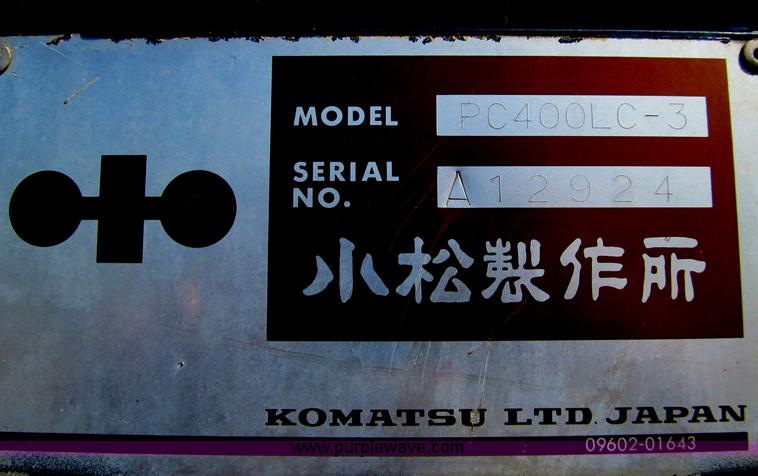 MODEL PC400LC-3
SERIAL NO. A12924
小松製作所
KOMATSU LTD. JAPAN
www.purplewave.com 09602-01643